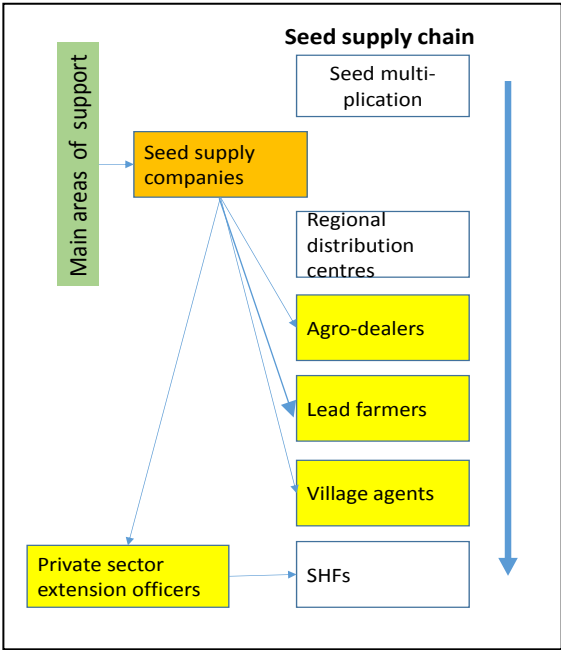 Seed supply chain
Main areas of support
Seed multi-
plication
Seed supply
companies
Regional
distribution
centres
Agro-dealers
Lead farmers
Village agents
Private sector
extension officers
SHFs